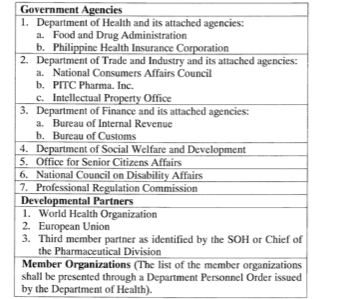 Government Agencies
1. Department of Health and its attached agencies:
a. Food and Drug Administration
b. Philippine Health Insurance Corporation
2. Department of Trade and Industry and its attached agencies:
a. National Consumers Affairs Council
b. PITC Pharma. Inc.
c. Intellectual Property Office
3. Department of Finance and its attached agencies:
a. Bureau of Internal Revenue
b. Bureau of Customs
4. Department of Social Welfare and Development
5. Office for Senior Citizens Affairs
6. National Council on Disability Affairs
7. Professional Regulation Commission
Developmental Partners
1. World Health Organization
2. European Union
3. Third member partner as identified by the SOH or Chief of
the Pharmaceutical Division
Member Organizations (The list of the member organizations
shall be presented through a Department Personnel Order issued
by the Department of Health).